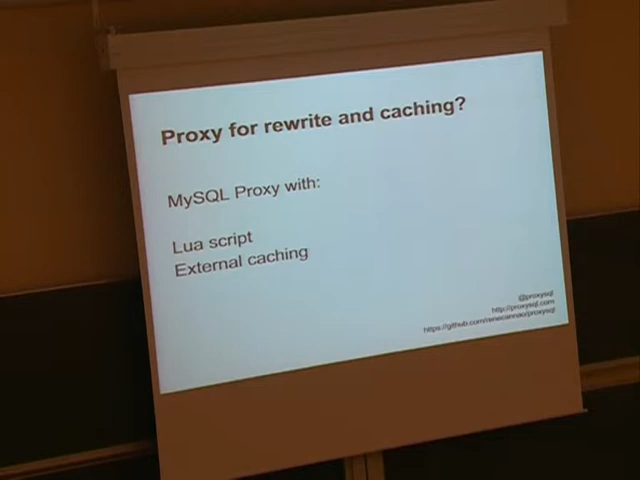 Proxy for rewrite and caching?
MySQL Proxy with:
Lua script
External caching
@proxysql
http://proxysql.com
https://github.com/renecannao/proxysql